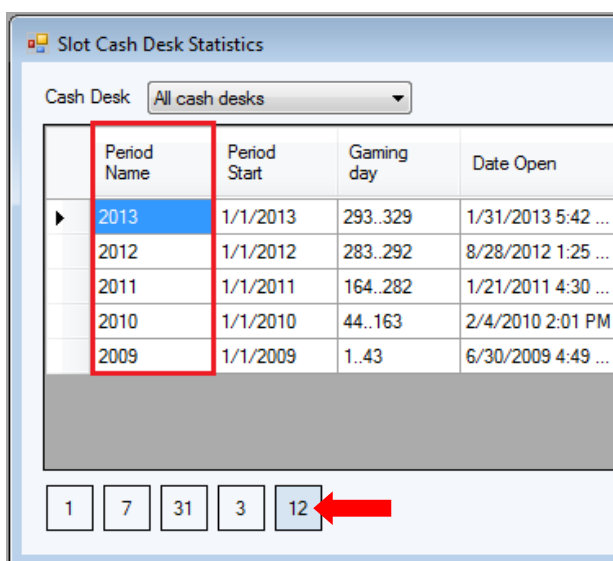 Slot Cash Desk Statistics
Cash Desk All cash desks
Period Name Period Start Gaming day Date Open
2013 1/1/2013 293..329 1/31/2013 5:42 ...
2012 1/1/2012 283..292 8/28/2012 1:25 ...
2011 1/1/2011 164..282 1/21/2011 4:30 ...
2010 1/1/2010 44..163 2/4/2010 2:01 PM
2009 1/1/2009 1..43 6/30/2009 4:49 ...
1 7 31 3 12